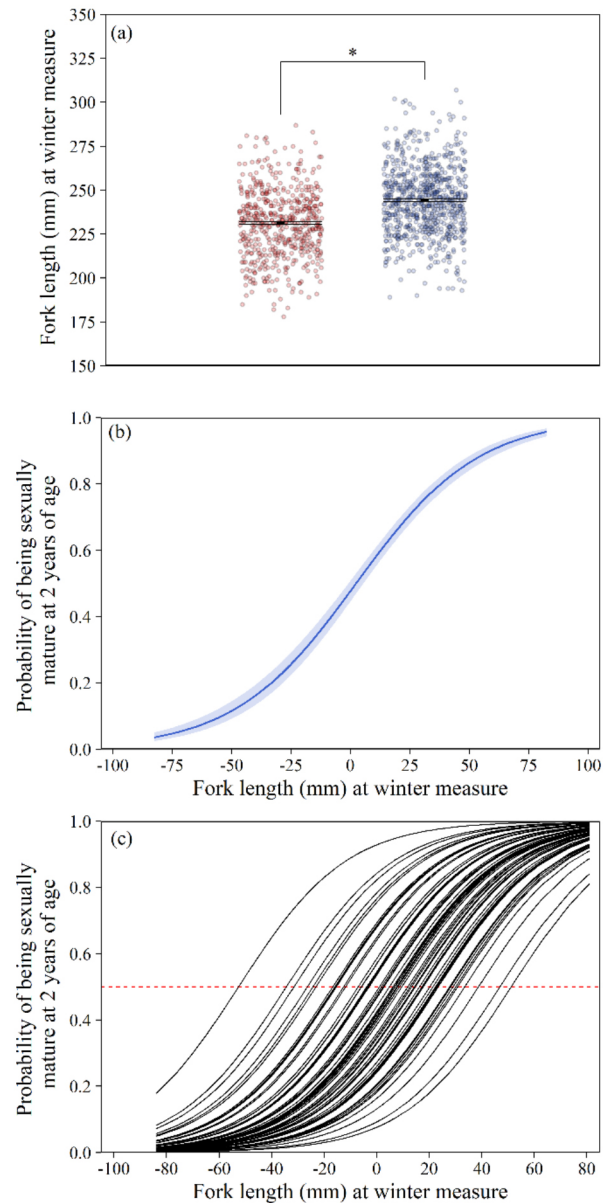 (a)
*
350
325
300
275
250
225
200
175
150
Fork length (mm) at winter measure
(b)
1.0
0.8
0.6
0.4
0.2
0.0
Probability of being sexually
mature at 2 years of age
-100 -75 -50 -25 0 25 50 75 100
Fork length (mm) at winter measure
(c)
1.0
0.8
0.6
0.4
0.2
0.0
Probability of being sexually
mature at 2 years of age
-100 -80 -60 -40 -20 0 20 40 60 80
Fork length (mm) at winter measure